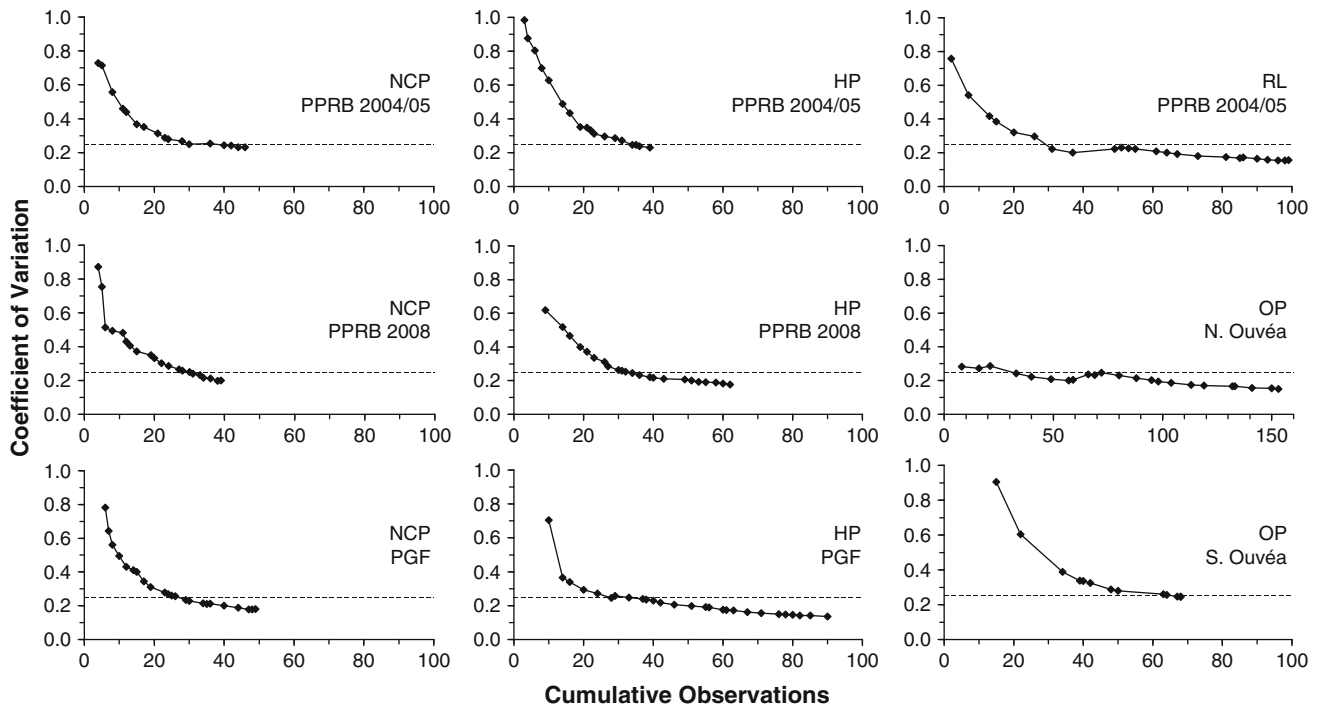 Coefficient of Variation
1.0
0.8
0.6
0.4
0.2
0.0
NCP
PPRB 2004/05
0 20 40 60 80 100
1.0
0.8
0.6
0.4
0.2
0.0
HP
PPRB 2004/05
0 20 40 60 80 100
1.0
0.8
0.6
0.4
0.2
0.0
RL
PPRB 2004/05
0 20 40 60 80 100
1.0
0.8
0.6
0.4
0.2
0.0
NCP
PPRB 2008
0 20 40 60 80 100
1.0
0.8
0.6
0.4
0.2
0.0
HP
PPRB 2008
0 20 40 60 80 100
1.0
0.8
0.6
0.4
0.2
0.0
OP
N. Ouvéa
0 50 100 150
1.0
0.8
0.6
0.4
0.2
0.0
NCP
PGF
0 20 40 60 80 100
1.0
0.8
0.6
0.4
0.2
0.0
HP
PGF
0 20 40 60 80 100
1.0
0.8
0.6
0.4
0.2
0.0
OP
S. Ouvéa
0 20 40 60 80 100
Cumulative Observations